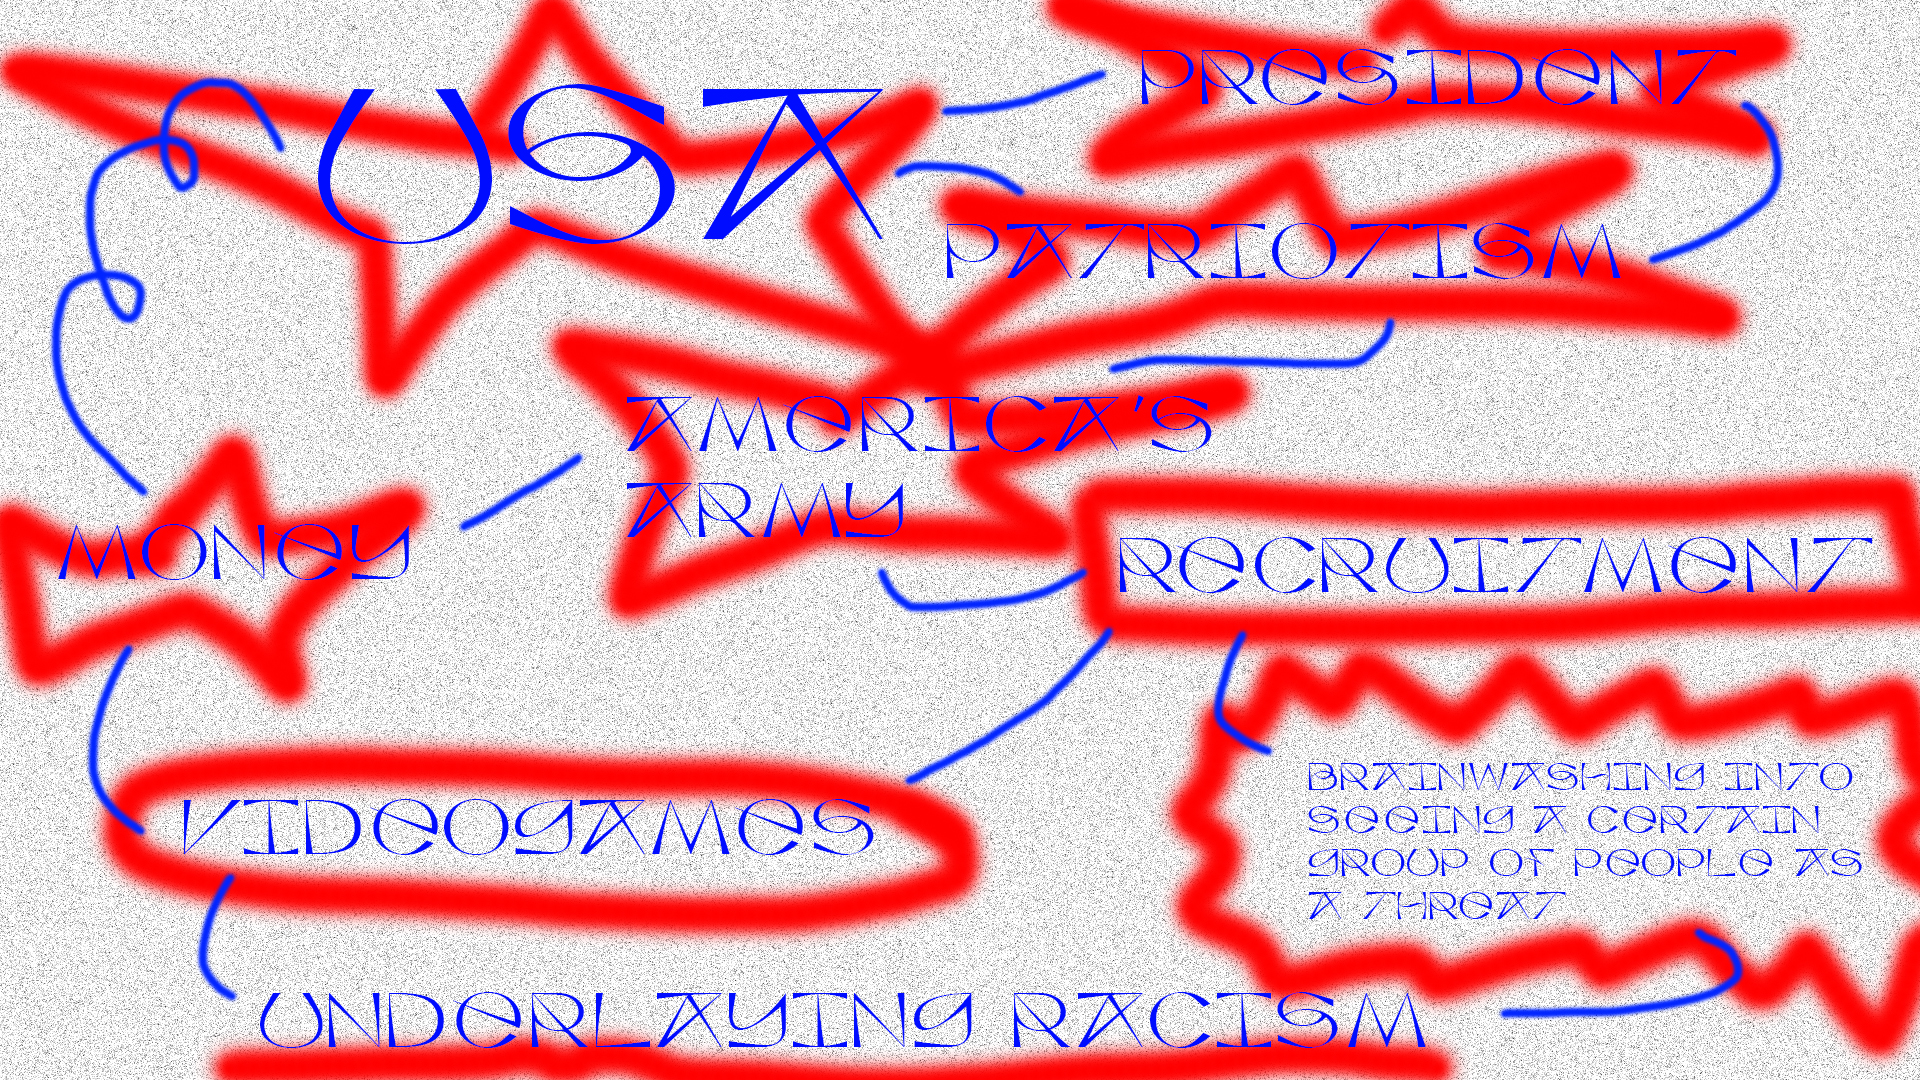 USA
PRESIDENT
PATRIOTISM
AMERICA'S
ARMY
MONEY
RECRUITMENT
VIDEOGAMES
BRAINWASHING INTO
SEEING A CERTAIN
GROUP OF PEOPLE AS
A THREAT
UNDERLAYING RACISM